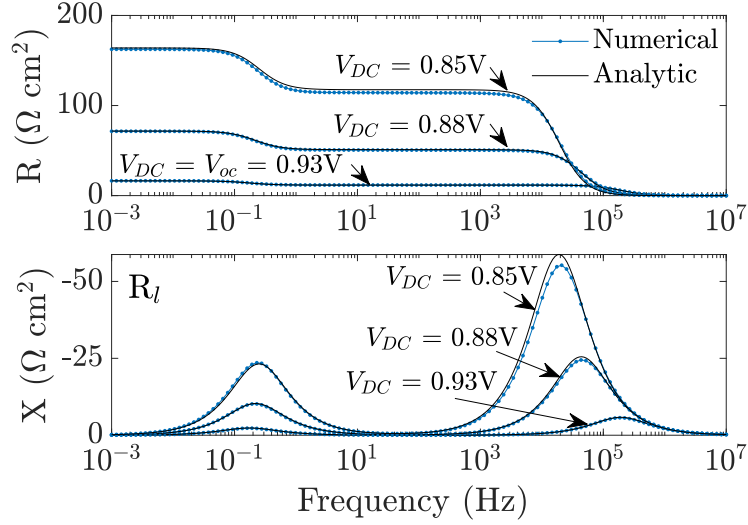 200
100
0
R (Ω cm²)
V_DC = 0.85V
V_DC = 0.88V
V_DC = V_oc = 0.93V
Numerical
Analytic
10⁻³ 10⁻¹ 10¹ 10³ 10⁵ 10⁷
-50
-25
0
X (Ω cm²)
R_l
V_DC = 0.85V
V_DC = 0.88V
V_DC = 0.93V
10⁻³ 10⁻¹ 10¹ 10³ 10⁵ 10⁷
Frequency (Hz)